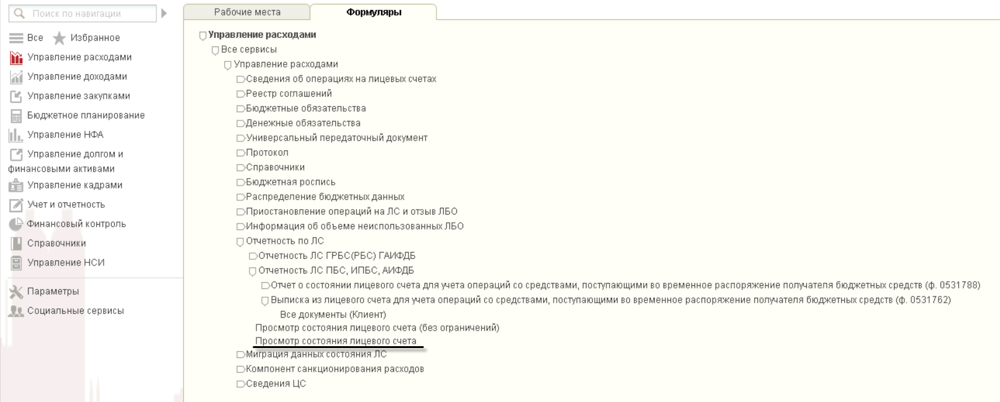 Поиск по навигации
Все Избранное
Управление расходами
Управление доходами
Управление закупками
Бюджетное планирование
Управление НФА
Управление долгом и
финансовыми активами
Управление кадрами
Учет и отчетность
Финансовый контроль
Справочники
Управление НСИ
Параметры
Социальные сервисы
Рабочие места
Формуляры
Управление расходами
Все сервисы
Управление расходами
Сведения об операциях на лицевых счетах
Реестр соглашений
Бюджетные обязательства
Денежные обязательства
Универсальный передаточный документ
Протокол
Справочники
Бюджетная роспись
Распределение бюджетных данных
Приостановление операций на ЛС и отзыв ЛБО
Информация об объеме неиспользованных ЛБО
Отчетность по ЛС
Отчетность ЛС ГРБС(РБС) ГАИФДБ
Отчетность ЛС ПБС, ИПБС, АИФДБ
Отчет о состоянии лицевого счета для учета операций со средствами, поступающими во временное распоряжение получателя бюджетных средств (ф. 0531788)
Выписка из лицевого счета для учета операций со средствами, поступающими во временное распоряжение получателя бюджетных средств (ф. 0531762)
Все документы (Клиент)
Просмотр состояния лицевого счета (без ограничений)
Просмотр состояния лицевого счета
Миграция данных состояния ЛС
Компонент санкционирования расходов
Сведения ЦС